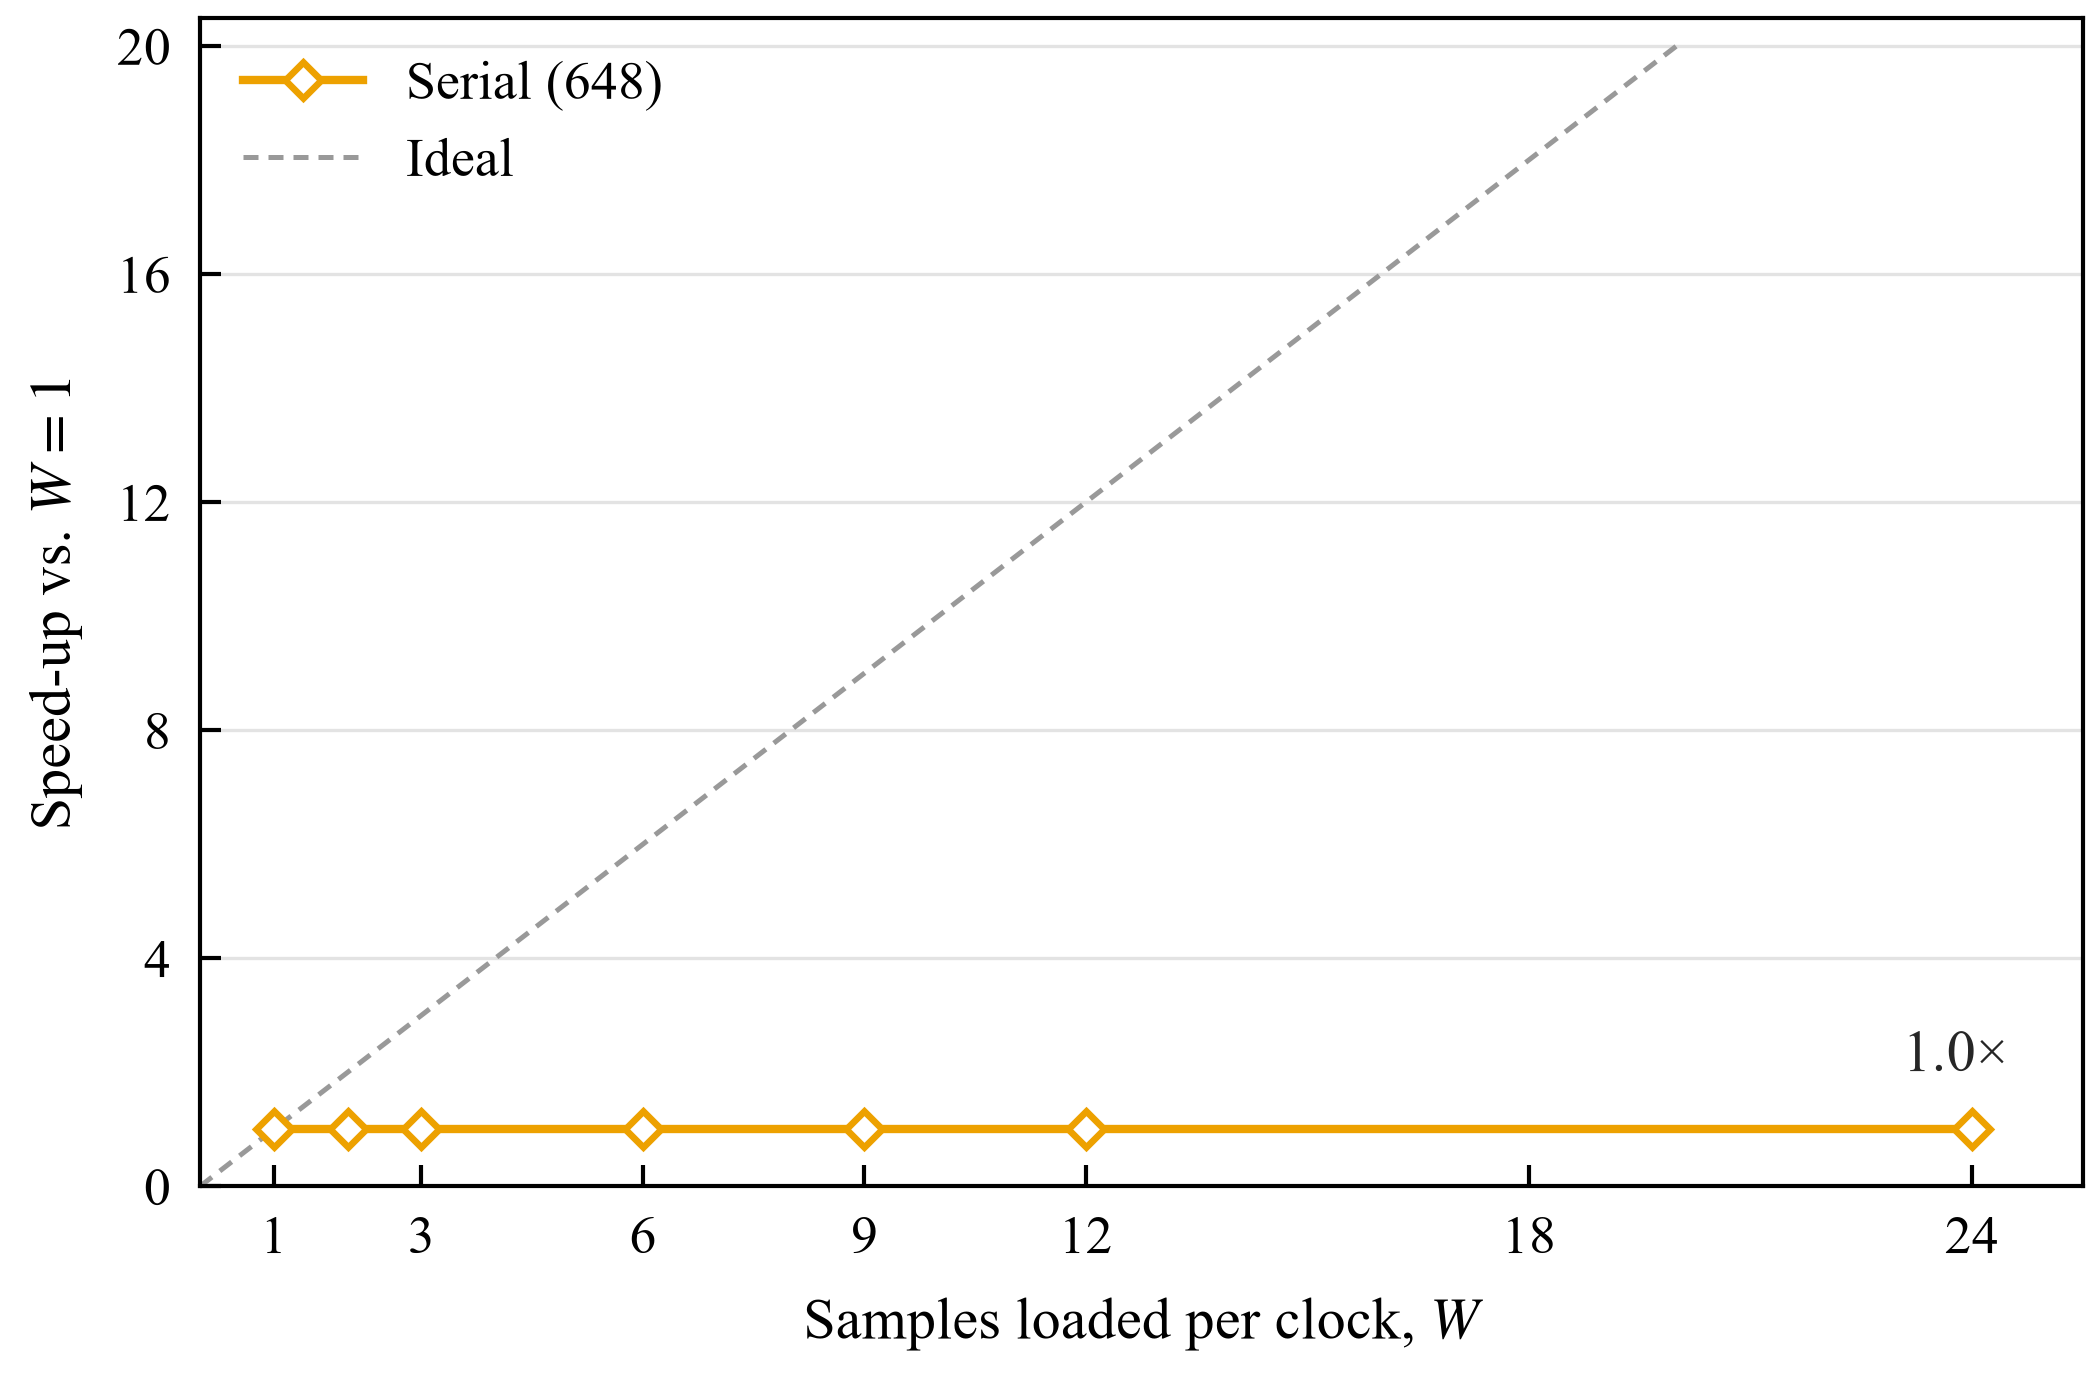 Serial (648)
Ideal
20
16
12
8
4
0
Speed-up vs. W = 1
1.0×
1 3 6 9 12 18 24
Samples loaded per clock, W